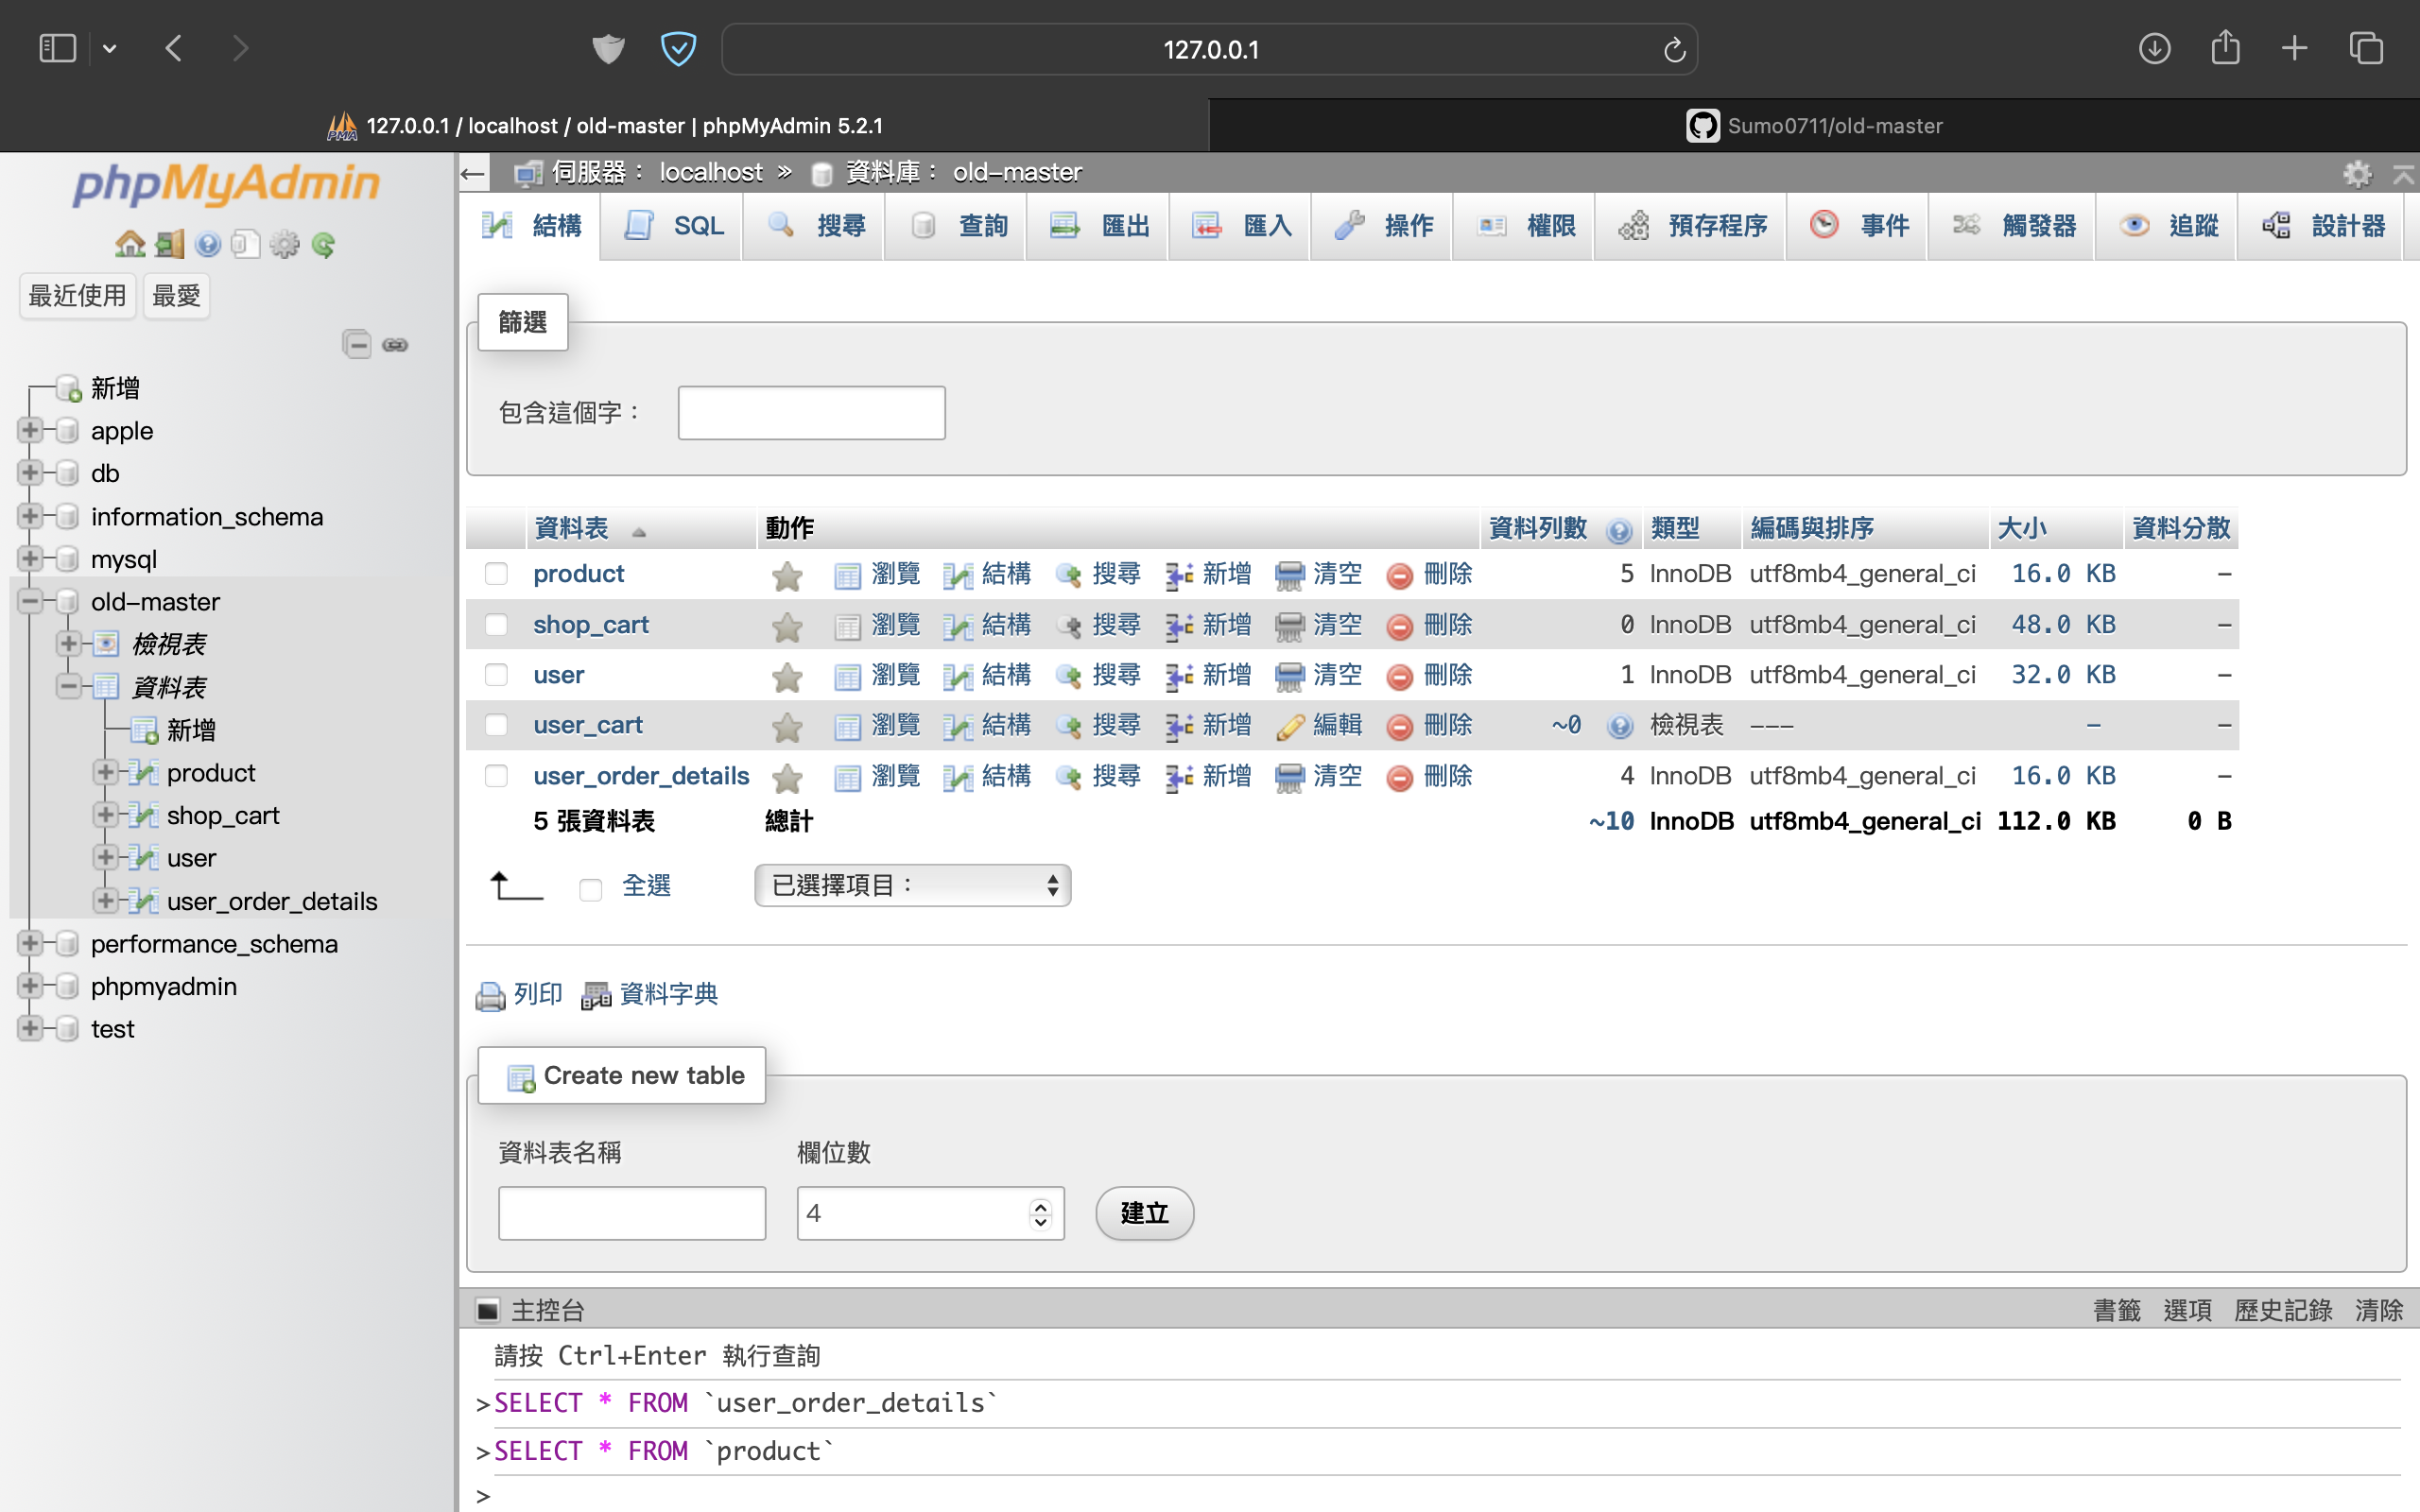 127.0.0.1
127.0.0.1 / localhost / old-master | phpMyAdmin 5.2.1
Sumo0711/old-master
phpMyAdmin
最近使用 最愛
新增
apple
db
information_schema
mysql
old-master
檢視表
資料表
新增
product
shop_cart
user
user_order_details
performance_schema
phpmyadmin
test
伺服器： localhost » 資料庫： old-master
結構 SQL 搜尋 查詢 匯出 匯入 操作 權限 預存程序 事件 觸發器 追蹤 設計器
篩選
包含這個字：
資料表 動作 資料列數 類型 編碼與排序 大小 資料分散
product 瀏覽 結構 搜尋 新增 清空 刪除 5 InnoDB utf8mb4_general_ci 16.0 KB -
shop_cart 瀏覽 結構 搜尋 新增 清空 刪除 0 InnoDB utf8mb4_general_ci 48.0 KB -
user 瀏覽 結構 搜尋 新增 清空 刪除 1 InnoDB utf8mb4_general_ci 32.0 KB -
user_cart 瀏覽 結構 搜尋 新增 編輯 刪除 ~0 檢視表 --- - -
user_order_details 瀏覽 結構 搜尋 新增 清空 刪除 4 InnoDB utf8mb4_general_ci 16.0 KB -
5 張資料表 總計 ~10 InnoDB utf8mb4_general_ci 112.0 KB 0 B
全選 已選擇項目：
列印 資料字典
Create new table
資料表名稱 欄位數
4 建立
主控台 書籤 選項 歷史記錄 清除
請按 Ctrl+Enter 執行查詢
>SELECT * FROM `user_order_details`
>SELECT * FROM `product`
>